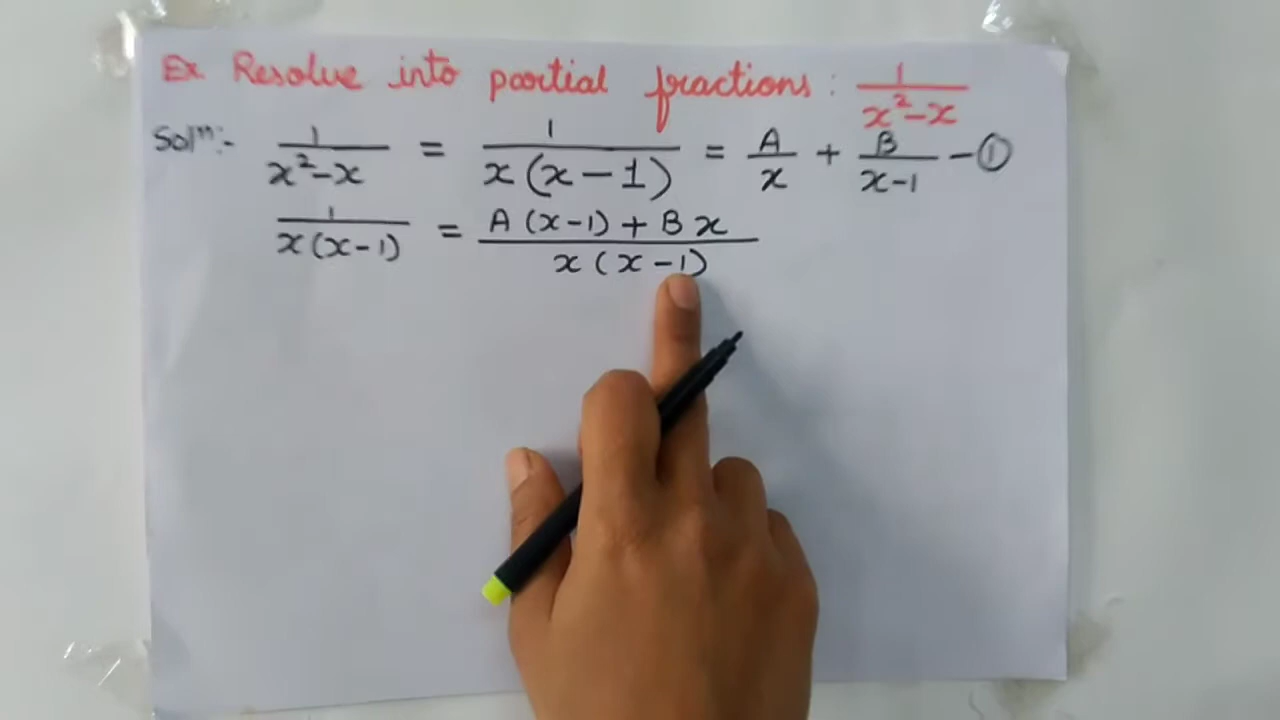 Ex Resolve into partial fractions : 1/(x²-x)
Solⁿ:- 1/(x²-x) = 1/(x(x-1)) = A/x + B/(x-1) - ①
1/(x(x-1)) = (A(x-1) + Bx)/(x(x-1))